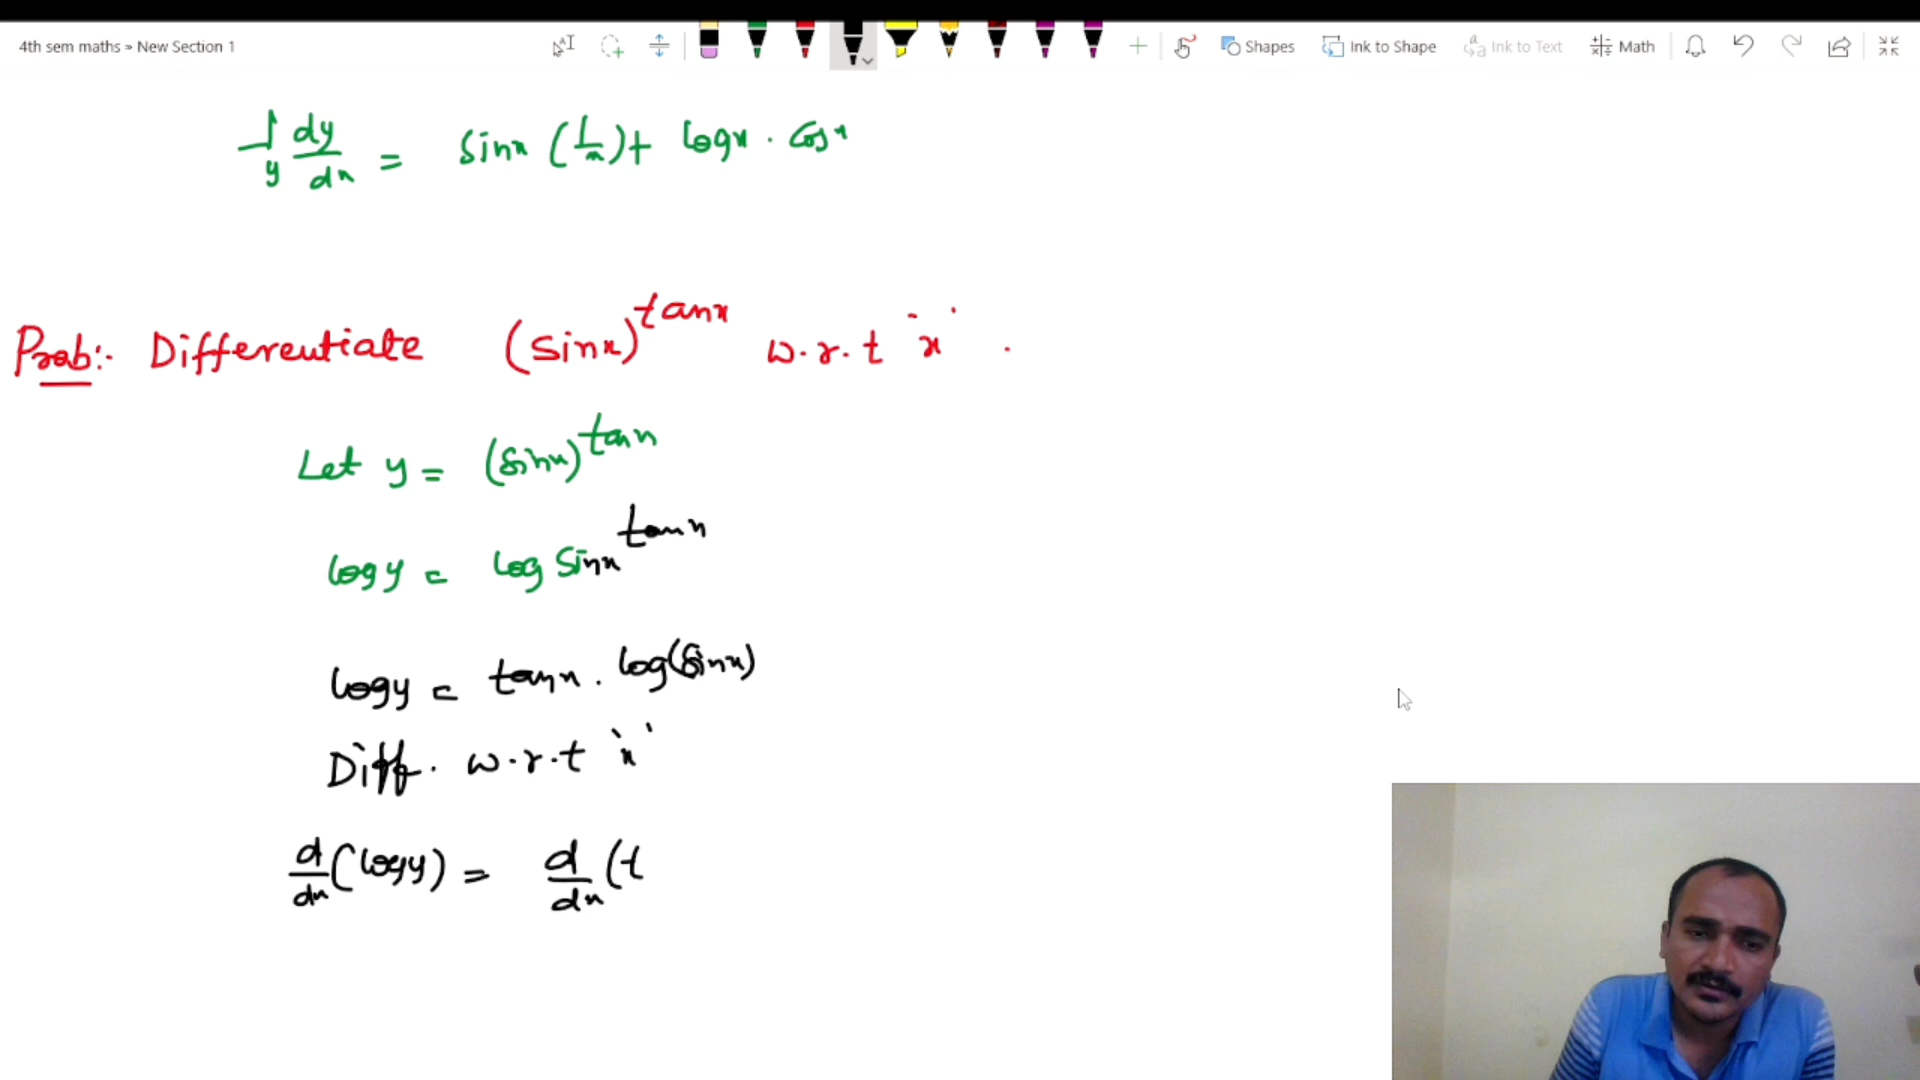 4th sem maths » New Section 1
Shapes Ink to Shape Ink to Text Math
1/y dy/dx = Sinx (1/x) + logx . Cosx
Prob:- Differentiate (Sinx)^tanx w.r.t 'x' .
Let y = (Sinx)^tanx
logy = log Sinx^tanx
logy = tanx . log(Sinx)
Diff. w.r.t 'x'
d/dx (logy) = d/dx (t